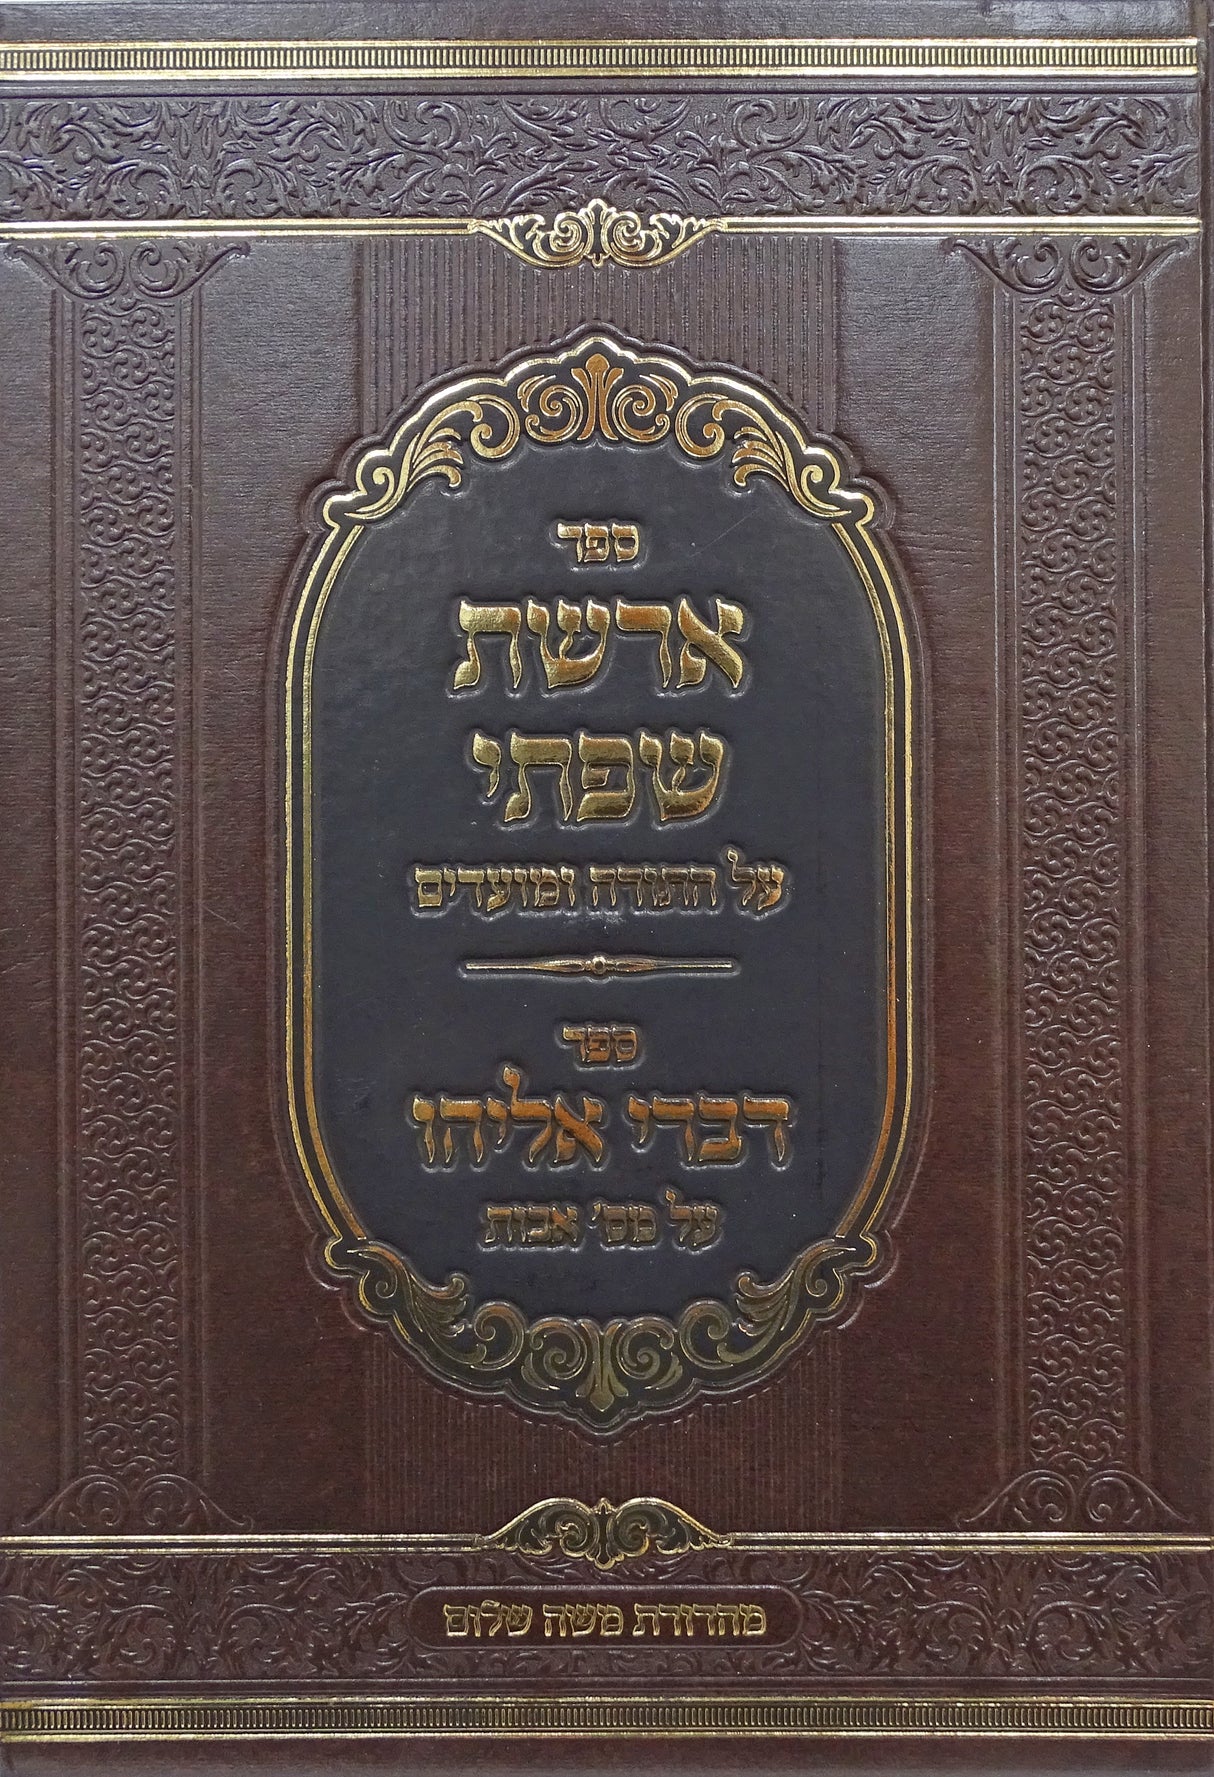 ספר
ארשת
שפתי
על התורה ומועדים
ספר
דברי אליהו
על מס' אבות
מהדורת משה שלום